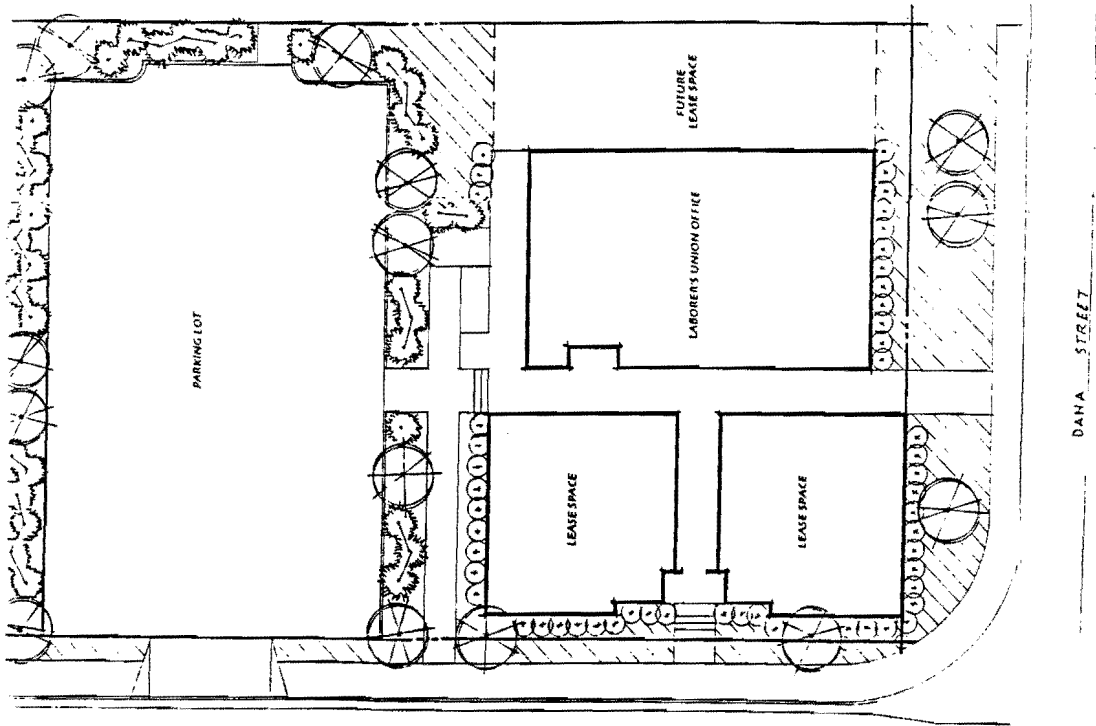 FUTURE
LEASE SPACE
LABORER'S UNION OFFICE
PARKING LOT
LEASE SPACE
LEASE SPACE
DANA STREET